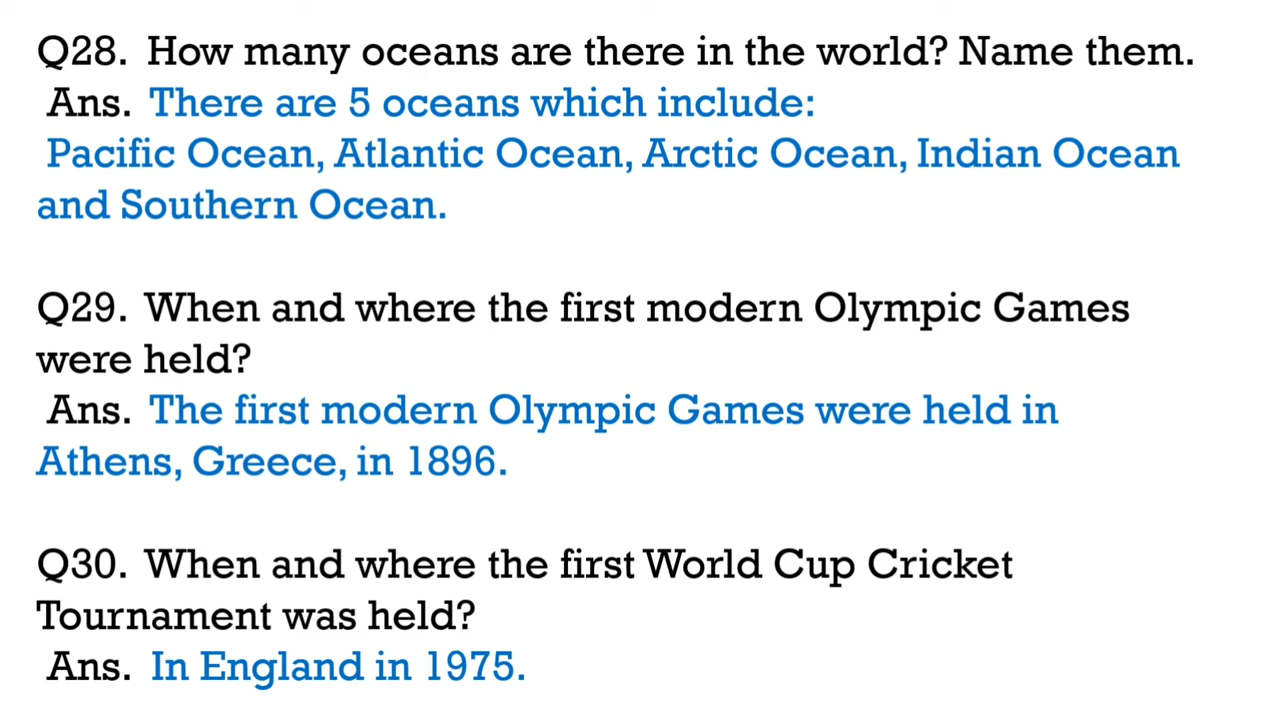 Q28. How many oceans are there in the world? Name them.
Ans. There are 5 oceans which include:
Pacific Ocean, Atlantic Ocean, Arctic Ocean, Indian Ocean
and Southern Ocean.
Q29. When and where the first modern Olympic Games
were held?
Ans. The first modern Olympic Games were held in
Athens, Greece, in 1896.
Q30. When and where the first World Cup Cricket
Tournament was held?
Ans. In England in 1975.